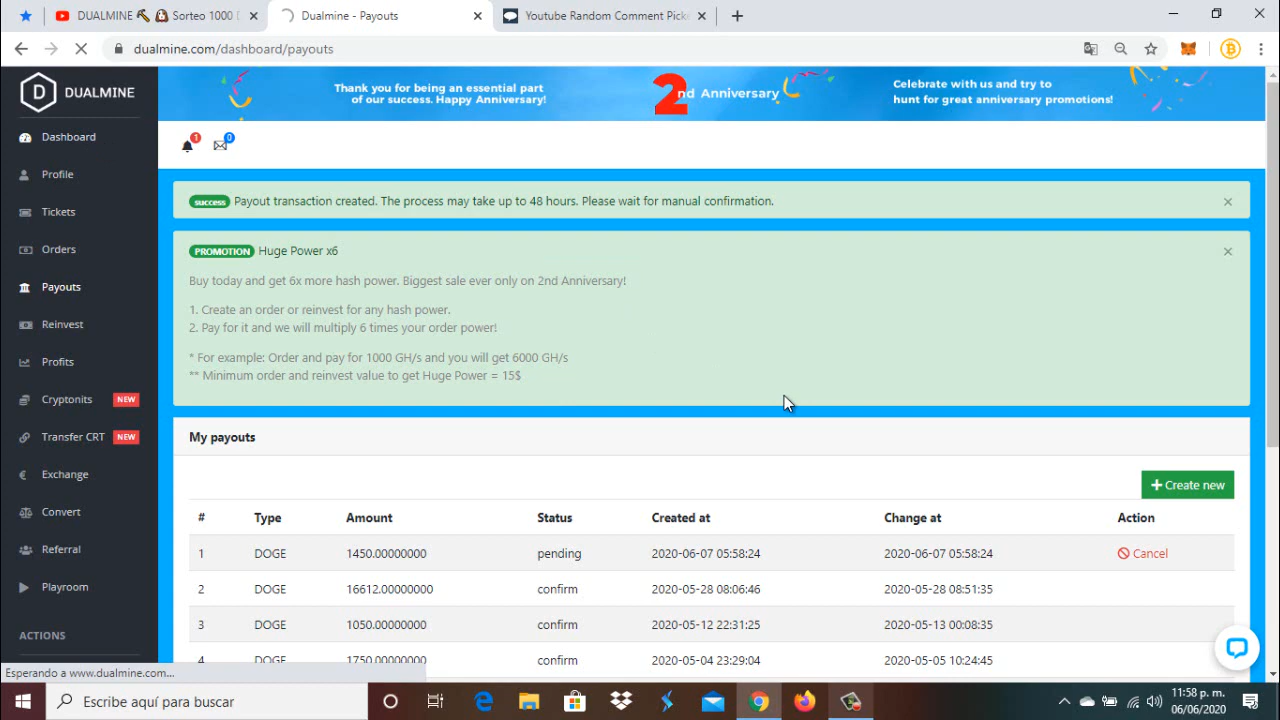 DUALMINE ⛏ 🐶 Sorteo 1000 D
Dualmine - Payouts
Youtube Random Comment Picke
dualmine.com/dashboard/payouts
DUALMINE
Thank you for being an essential part
of our success. Happy Anniversary!
2nd Anniversary
Celebrate with us and try to
hunt for great anniversary promotions!
1
0
Dashboard
Profile
Tickets
Orders
Payouts
Reinvest
Profits
Cryptonits NEW
Transfer CRT NEW
Exchange
Convert
Referral
Playroom
ACTIONS
success Payout transaction created. The process may take up to 48 hours. Please wait for manual confirmation. ×
PROMOTION Huge Power x6 ×
Buy today and get 6x more hash power. Biggest sale ever only on 2nd Anniversary!
1. Create an order or reinvest for any hash power.
2. Pay for it and we will multiply 6 times your order power!
* For example: Order and pay for 1000 GH/s and you will get 6000 GH/s
** Minimum order and reinvest value to get Huge Power = 15$
My payouts
+ Create new
# Type Amount Status Created at Change at Action
1 DOGE 1450.00000000 pending 2020-06-07 05:58:24 2020-06-07 05:58:24 Cancel
2 DOGE 16612.00000000 confirm 2020-05-28 08:06:46 2020-05-28 08:51:35
3 DOGE 1050.00000000 confirm 2020-05-12 22:31:25 2020-05-13 00:08:35
4 DOGE 1750.00000000 confirm 2020-05-04 23:29:04 2020-05-05 10:24:45
Esperando a www.dualmine.com...
Escribe aquí para buscar
11:58 p. m.
06/06/2020